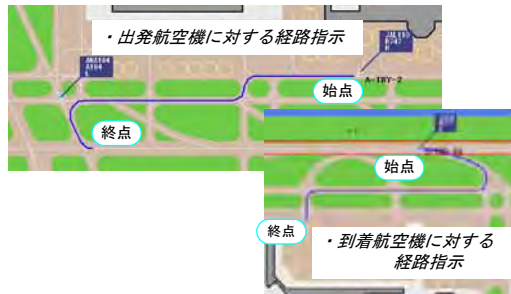 ・出発航空機に対する経路指示
始点
終点
始点
終点
・到着航空機に対する
経路指示